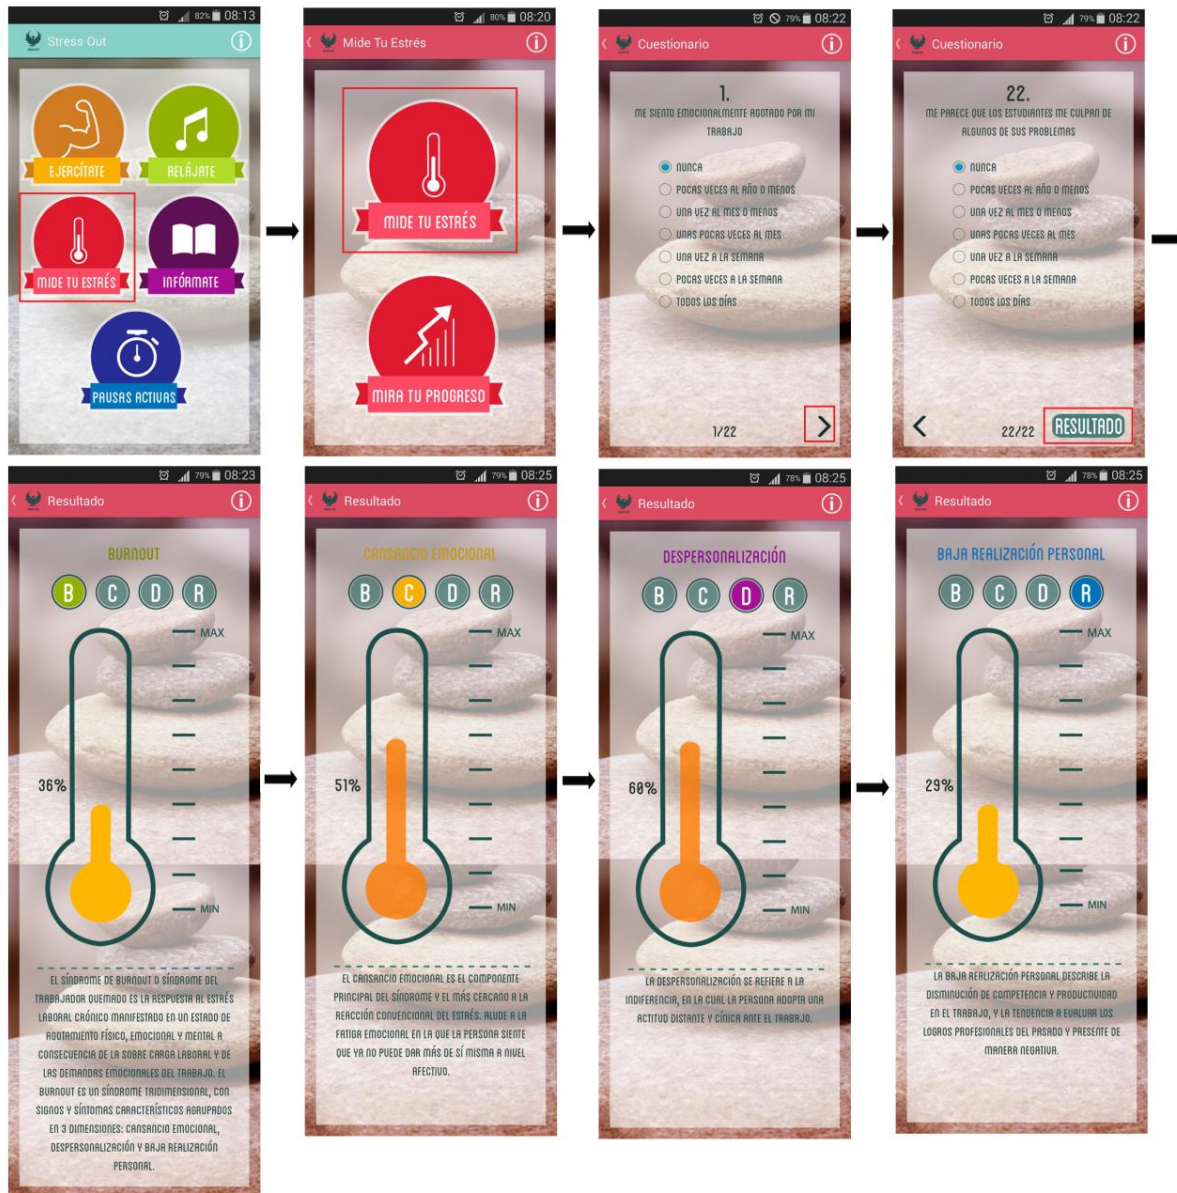 82% 08:13
Stress Out
EJERCÍTATE
RELÁJATE
MIDE TU ESTRÉS
INFÓRMATE
PAUSAS ACTIVAS
80% 08:20
Mide Tu Estrés
MIDE TU ESTRÉS
MIRA TU PROGRESO
79% 08:22
Cuestionario
1.
ME SIENTO EMOCIONALMENTE AGOTADO POR MI
TRABAJO
NUNCA
POCAS VECES AL AÑO O MENOS
UNA VEZ AL MES O MENOS
UNAS POCAS VECES AL MES
UNA VEZ A LA SEMANA
POCAS VECES A LA SEMANA
TODOS LOS DÍAS
1/22
79% 08:22
Cuestionario
22.
ME PARECE QUE LOS ESTUDIANTES ME CULPAN DE
ALGUNOS DE SUS PROBLEMAS
NUNCA
POCAS VECES AL AÑO O MENOS
UNA VEZ AL MES O MENOS
UNAS POCAS VECES AL MES
UNA VEZ A LA SEMANA
POCAS VECES A LA SEMANA
TODOS LOS DÍAS
22/22 RESULTADO
79% 08:23
Resultado
BURNOUT
B C D R
MAX
36%
MIN
EL SÍNDROME DE BURNOUT O SÍNDROME DEL
TRABAJADOR QUEMADO ES LA RESPUESTA AL ESTRÉS
LABORAL CRÓNICO MANIFESTADO EN UN ESTADO DE
AGOTAMIENTO FÍSICO, EMOCIONAL Y MENTAL A
CONSECUENCIA DE LA SOBRE CARGA LABORAL Y DE
LAS DEMANDAS EMOCIONALES DEL TRABAJO. EL
BURNOUT ES UN SÍNDROME TRIDIMENSIONAL, CON
SIGNOS Y SÍNTOMAS CARACTERÍSTICOS AGRUPADOS
EN 3 DIMENSIONES: CANSANCIO EMOCIONAL,
DESPERSONALIZACIÓN Y BAJA REALIZACIÓN
PERSONAL.
79% 08:25
Resultado
CANSANCIO EMOCIONAL
B C D R
MAX
51%
MIN
EL CANSANCIO EMOCIONAL ES EL COMPONENTE
PRINCIPAL DEL SÍNDROME Y EL MÁS CERCANO A LA
REACCIÓN CONVENCIONAL DEL ESTRÉS. ALUDE A LA
FATIGA EMOCIONAL EN LA QUE LA PERSONA SIENTE
QUE YA NO PUEDE DAR MÁS DE SÍ MISMA A NIVEL
AFECTIVO.
78% 08:25
Resultado
DESPERSONALIZACIÓN
B C D R
MAX
60%
MIN
LA DESPERSONALIZACIÓN SE REFIERE A LA
INDIFERENCIA, EN LA CUAL LA PERSONA ADOPTA UNA
ACTITUD DISTANTE Y CÍNICA ANTE EL TRABAJO.
78% 08:25
Resultado
BAJA REALIZACIÓN PERSONAL
B C D R
MAX
29%
MIN
LA BAJA REALIZACIÓN PERSONAL DESCRIBE LA
DISMINUCIÓN DE COMPETENCIA Y PRODUCTIVIDAD
EN EL TRABAJO, Y LA TENDENCIA A EVALUAR LOS
LOGROS PROFESIONALES DEL PASADO Y PRESENTE DE
MANERA NEGATIVA.